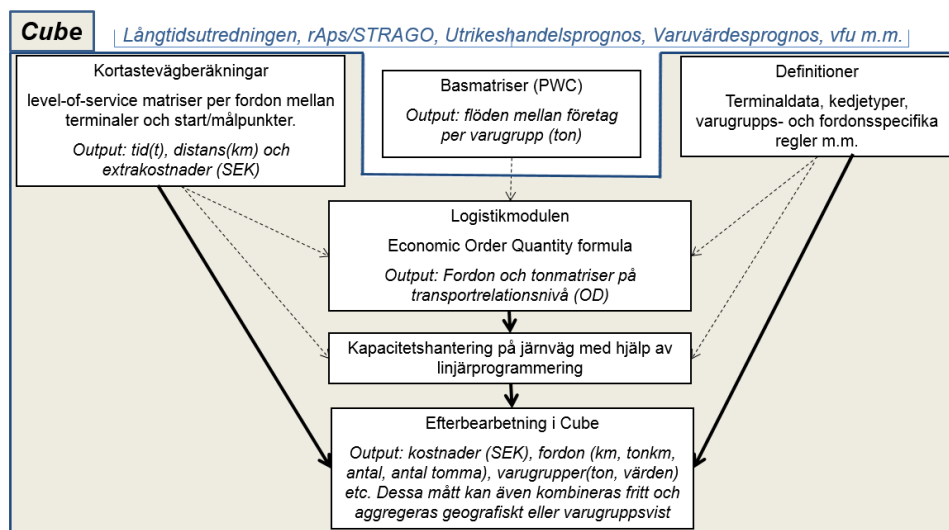 Cube
Långtidsutredningen, rAps/STRAGO, Utrikeshandelsprognos, Varuvärdesprognos, vfu m.m.
Kortastevägberäkningar
level-of-service matriser per fordon mellan
terminaler och start/målpunkter.
Output: tid(t), distans(km) och
extrakostnader (SEK)
Basmatriser (PWC)
Output: flöden mellan företag
per varugrupp (ton)
Definitioner
Terminaldata, kedjetyper,
varugrupps- och fordonsspecifika
regler m.m.
Logistikmodulen
Economic Order Quantity formula
Output: Fordon och tonmatriser på
transportrelationsnivå (OD)
Kapacitetshantering på järnväg med hjälp av
linjärprogrammering
Efterbearbetning i Cube
Output: kostnader (SEK), fordon (km, tonkm,
antal, antal tomma), varugrupper(ton, värden)
etc. Dessa mått kan även kombineras fritt och
aggregeras geografiskt eller varugruppsvist